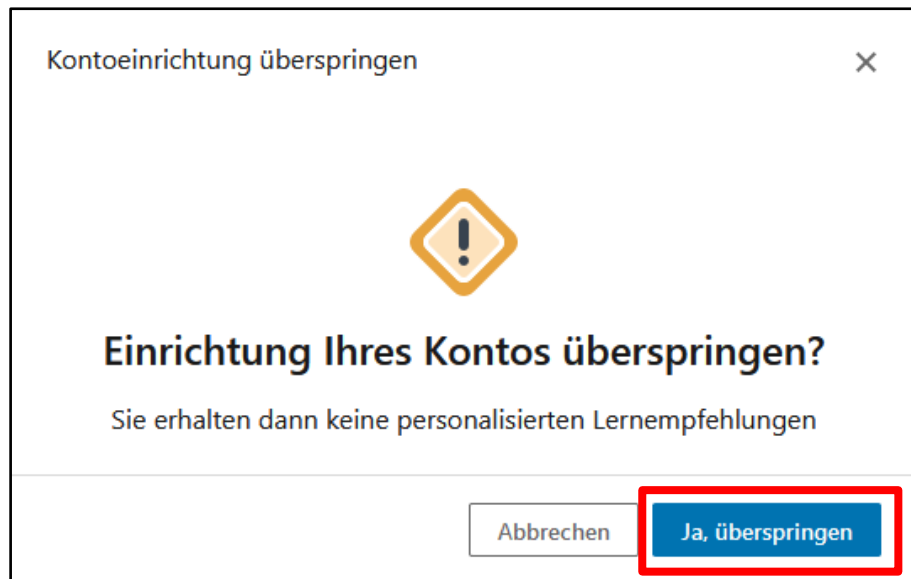 Kontoeinrichtung überspringen
Einrichtung Ihres Kontos überspringen?
Sie erhalten dann keine personalisierten Lernempfehlungen
Abbrechen
Ja, überspringen